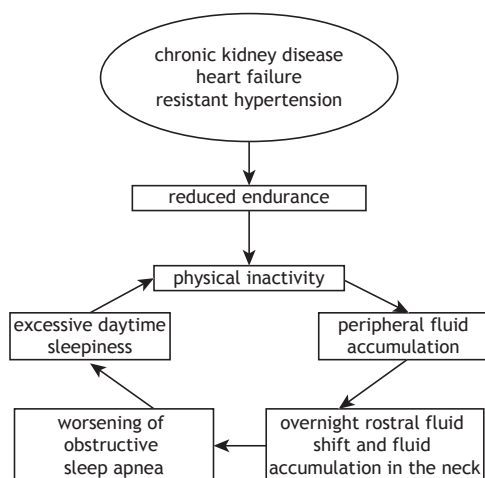 chronic kidney disease
heart failure
resistant hypertension
reduced endurance
physical inactivity
excessive daytime
sleepiness
peripheral fluid
accumulation
worsening of
obstructive
sleep apnea
overnight rostral fluid
shift and fluid
accumulation in the neck